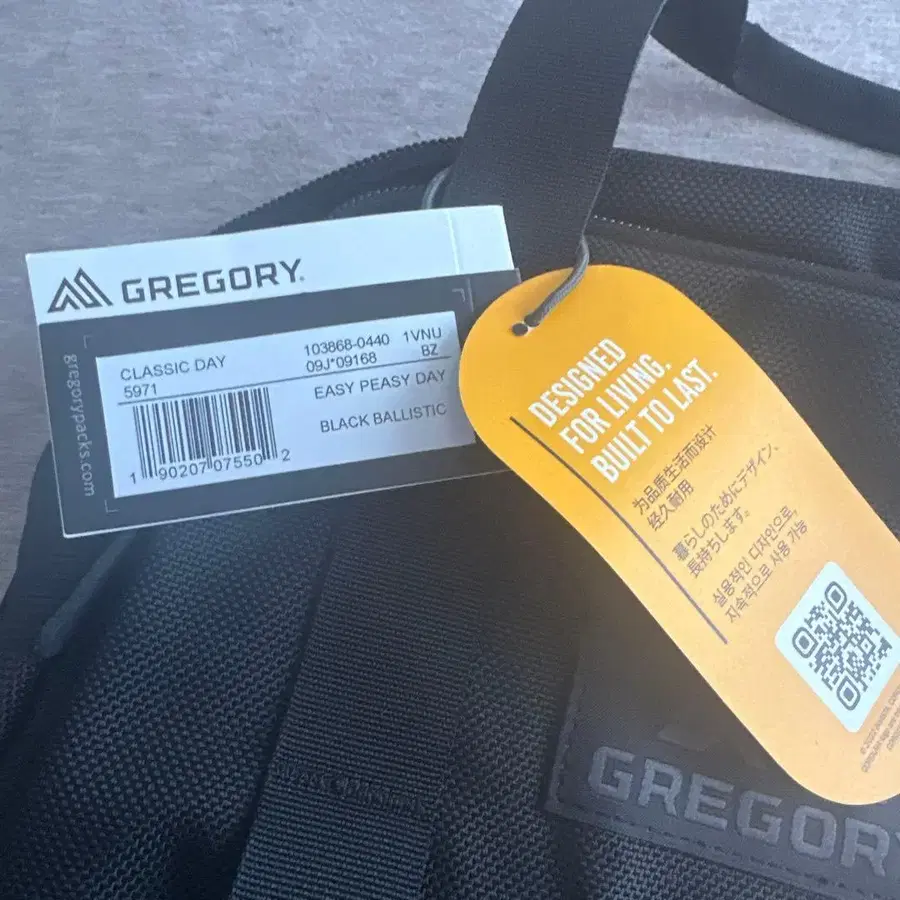 GREGORY
gregorypacks.com
CLASSIC DAY
5971
103868-0440 1VNU
09J*09168 BZ
EASY PEASY DAY
BLACK BALLISTIC
1 90207 07550 2
DESIGNED
FOR LIVING,
BUILT TO LAST.
为品质生活而设计
经久耐用
暮らしのためにデザイン、
長持ちします。
실용적인 디자인으로,
지속적으로 사용 가능
GREGORY